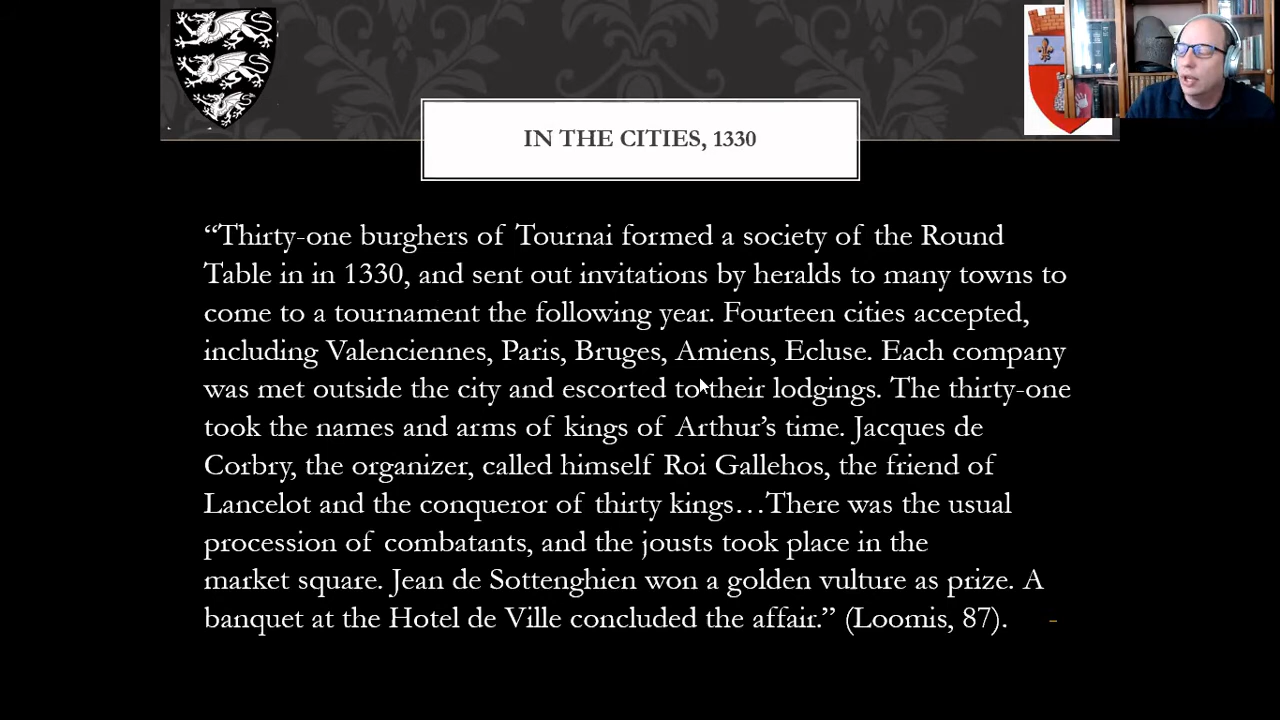 IN THE CITIES, 1330
“Thirty-one burghers of Tournai formed a society of the Round
Table in in 1330, and sent out invitations by heralds to many towns to
come to a tournament the following year. Fourteen cities accepted,
including Valenciennes, Paris, Bruges, Amiens, Ecluse. Each company
was met outside the city and escorted to their lodgings. The thirty-one
took the names and arms of kings of Arthur’s time. Jacques de
Corbry, the organizer, called himself Roi Gallehos, the friend of
Lancelot and the conqueror of thirty kings…There was the usual
procession of combatants, and the jousts took place in the
market square. Jean de Sottenghien won a golden vulture as prize. A
banquet at the Hotel de Ville concluded the affair.” (Loomis, 87). -